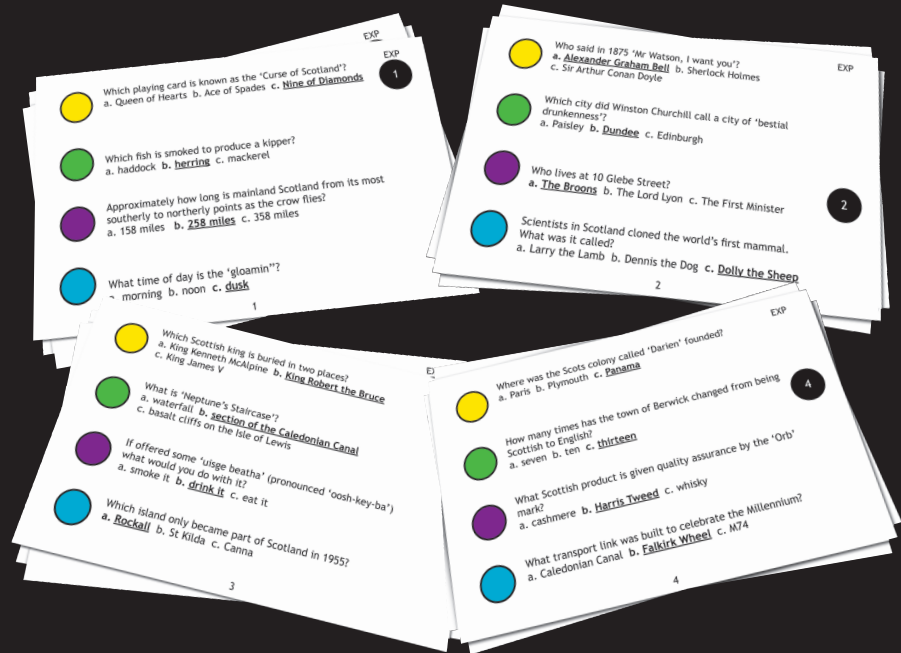 EXP
EXP
1
Which playing card is known as the ‘Curse of Scotland’?
a. Queen of Hearts b. Ace of Spades c. Nine of Diamonds
Which fish is smoked to produce a kipper?
a. haddock b. herring c. mackerel
Approximately how long is mainland Scotland from its most
southerly to northerly points as the crow flies?
a. 158 miles b. 258 miles c. 358 miles
What time of day is the ‘gloamin”?
morning b. noon c. dusk
1
EXP
Who said in 1875 ‘Mr Watson, I want you’?
a. Alexander Graham Bell b. Sherlock Holmes
c. Sir Arthur Conan Doyle
Which city did Winston Churchill call a city of ‘bestial
drunkenness’?
a. Paisley b. Dundee c. Edinburgh
Who lives at 10 Glebe Street?
a. The Broons b. The Lord Lyon c. The First Minister
2
Scientists in Scotland cloned the world’s first mammal.
What was it called?
a. Larry the Lamb b. Dennis the Dog c. Dolly the Sheep
2
Which Scottish king is buried in two places?
a. King Kenneth McAlpine b. King Robert the Bruce
c. King James V
What is ‘Neptune’s Staircase’?
a. waterfall b. section of the Caledonian Canal
c. basalt cliffs on the Isle of Lewis
If offered some ‘uisge beatha’ (pronounced ‘oosh-key-ba’)
what would you do with it?
a. smoke it b. drink it c. eat it
Which island only became part of Scotland in 1955?
a. Rockall b. St Kilda c. Canna
3
EXP
4
Where was the Scots colony called ‘Darien’ founded?
a. Paris b. Plymouth c. Panama
How many times has the town of Berwick changed from being
Scottish to English?
a. seven b. ten c. thirteen
What Scottish product is given quality assurance by the ‘Orb’
mark?
a. cashmere b. Harris Tweed c. whisky
What transport link was built to celebrate the Millennium?
a. Caledonian Canal b. Falkirk Wheel c. M74
4